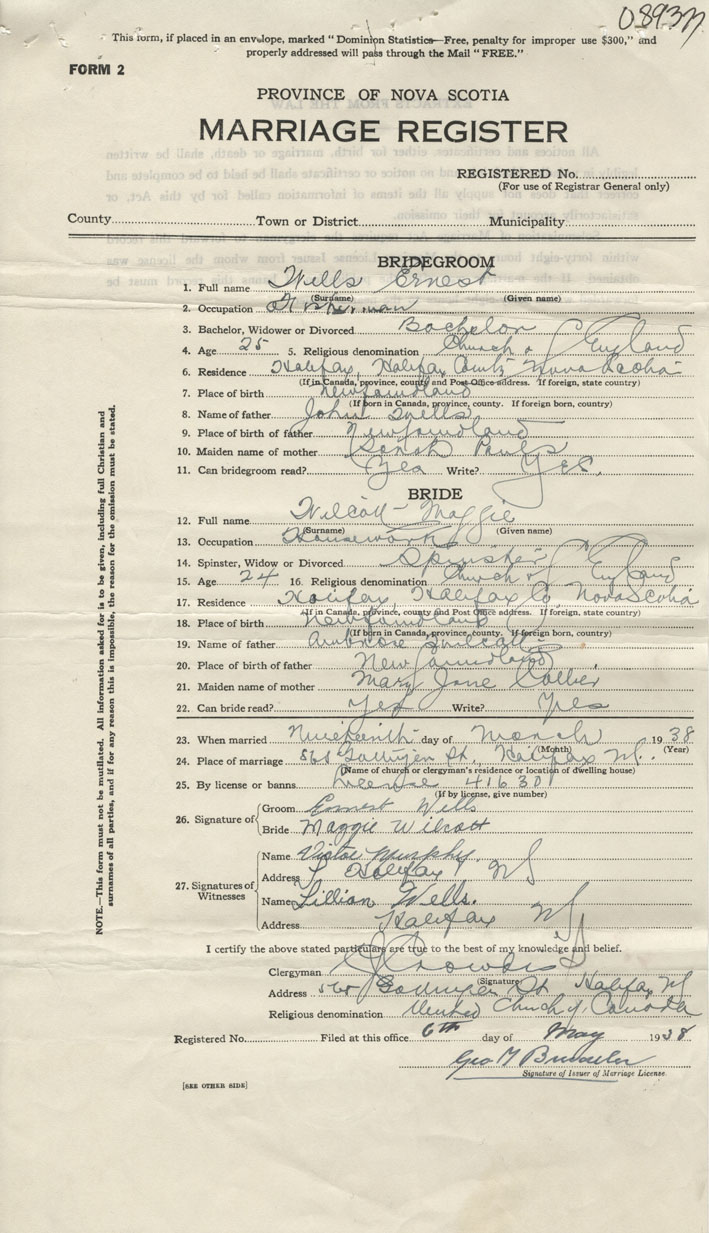 08937
This form, if placed in an envelope, marked "Dominion Statistics—Free, penalty for improper use $300," and
properly addressed will pass through the Mail "FREE."
FORM 2
PROVINCE OF NOVA SCOTIA
MARRIAGE REGISTER
REGISTERED No.
(For use of Registrar General only)
County Town or District Municipality
BRIDEGROOM
1. Full name Wells Ernest
(Surname) (Given name)
2. Occupation
3. Bachelor, Widower or Divorced Bachelor
4. Age 25 5. Religious denomination Church of England
6. Residence Halifax, Halifax County Nova Scotia
(If in Canada, province, county and Post Office address. If foreign, state country)
7. Place of birth Newfoundland
(If born in Canada, province, county. If foreign born, country)
8. Name of father John Wells
9. Place of birth of father Newfoundland
10. Maiden name of mother Sarah
11. Can bridegroom read? Yes Write? Yes.
BRIDE
12. Full name Wilcott Maggie
(Surname) (Given name)
13. Occupation Housework
14. Spinster, Widow or Divorced Spinster
15. Age 24 16. Religious denomination Church of England
17. Residence Halifax, Halifax Co, Nova Scotia
(If in Canada, province, county and Post Office address. If foreign, state country)
18. Place of birth Newfoundland
(If born in Canada, province, county. If foreign born, country)
19. Name of father Ambrose Wilcott
20. Place of birth of father Newfoundland
21. Maiden name of mother Mary Jane Collier
22. Can bride read? Yes Write? Yes
23. When married Nineteenth day of March 1938
(Month) (Year)
24. Place of marriage 568 Gottingen St., Halifax N.S.
(Name of church or clergyman's residence or location of dwelling house)
25. By license or banns License 416301
(If by license, give number)
26. Signature of
Groom Ernest Wells
Bride Maggie Wilcott
27. Signatures of Witnesses
Name Victor Murphy.
Address Halifax NS
Name Lillian Wells.
Address Halifax NS
I certify the above stated particulars are true to the best of my knowledge and belief.
Clergyman
(Signature)
Address 568 Gottingen St Halifax NS
Religious denomination United Church of Canada
Registered No. Filed at this office 6th day of May 1938
Geo
Signature of Issuer of Marriage License.
[SEE OTHER SIDE]
NOTE.—This form must not be mutilated. All information asked for is to be given, including full Christian and
surnames of all parties, and if for any reason this is impossible, the reason for the omission must be stated.